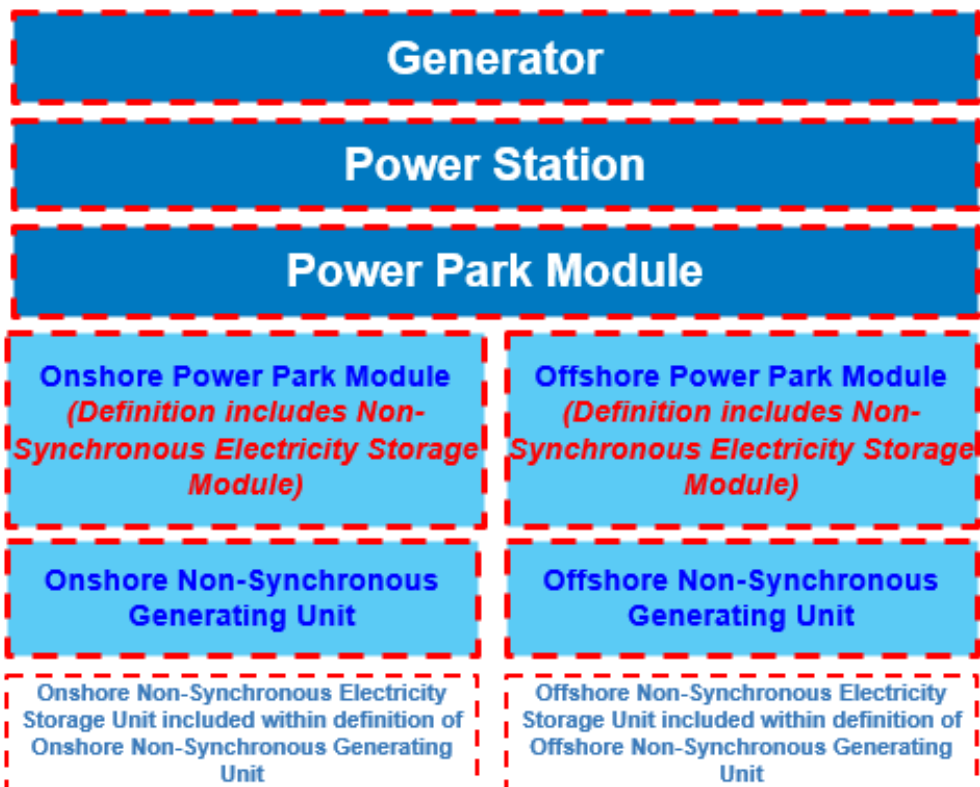 Generator
Power Station
Power Park Module
Onshore Power Park Module
(Definition includes Non-
Synchronous Electricity Storage
Module)
Offshore Power Park Module
(Definition includes Non-
Synchronous Electricity Storage
Module)
Onshore Non-Synchronous
Generating Unit
Offshore Non-Synchronous
Generating Unit
Onshore Non-Synchronous Electricity
Storage Unit included within definition of
Onshore Non-Synchronous Generating
Unit
Offshore Non-Synchronous Electricity
Storage Unit included within definition of
Offshore Non-Synchronous Generating
Unit